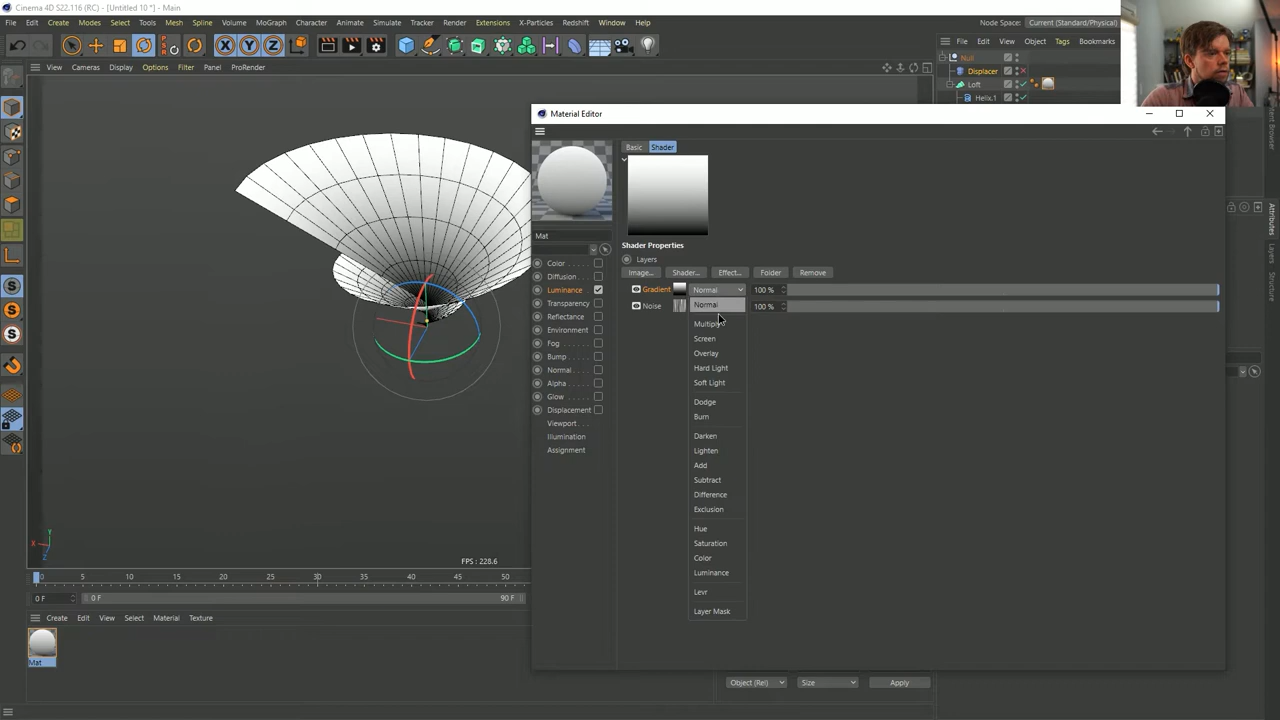 Cinema 4D S22.116 (RC) - [Untitled 10 *] - Main
File Edit Create Modes Select Tools Mesh Spline Volume MoGraph Character Animate Simulate Tracker Render Extensions X-Particles Redshift Window Help
Node Space: Current (Standard/Physical)
View Cameras Display Options Filter Panel ProRender
File Edit View Object Tags Bookmarks
Null
Displacer
Loft
Helix.1
Content Browser
Attributes
Layers
Structure
Material Editor
Basic Shader
Mat
Color
Diffusion
Luminance
Transparency
Reflectance
Environment
Fog
Bump
Normal
Alpha
Glow
Displacement
Viewport
Illumination
Assignment
Shader Properties
Layers
Image... Shader... Effect... Folder Remove
Gradient Normal 100 %
Noise 100 %
Normal
Multiply
Screen
Overlay
Hard Light
Soft Light
Dodge
Burn
Darken
Lighten
Add
Subtract
Difference
Exclusion
Hue
Saturation
Color
Luminance
Levr
Layer Mask
X
Y
Z
FPS : 228.6
0 5 10 15 20 25 30 35 40 45 50
0 F 0 F 90 F
Create Edit View Select Material Texture
Mat
Object (Rel) Size Apply